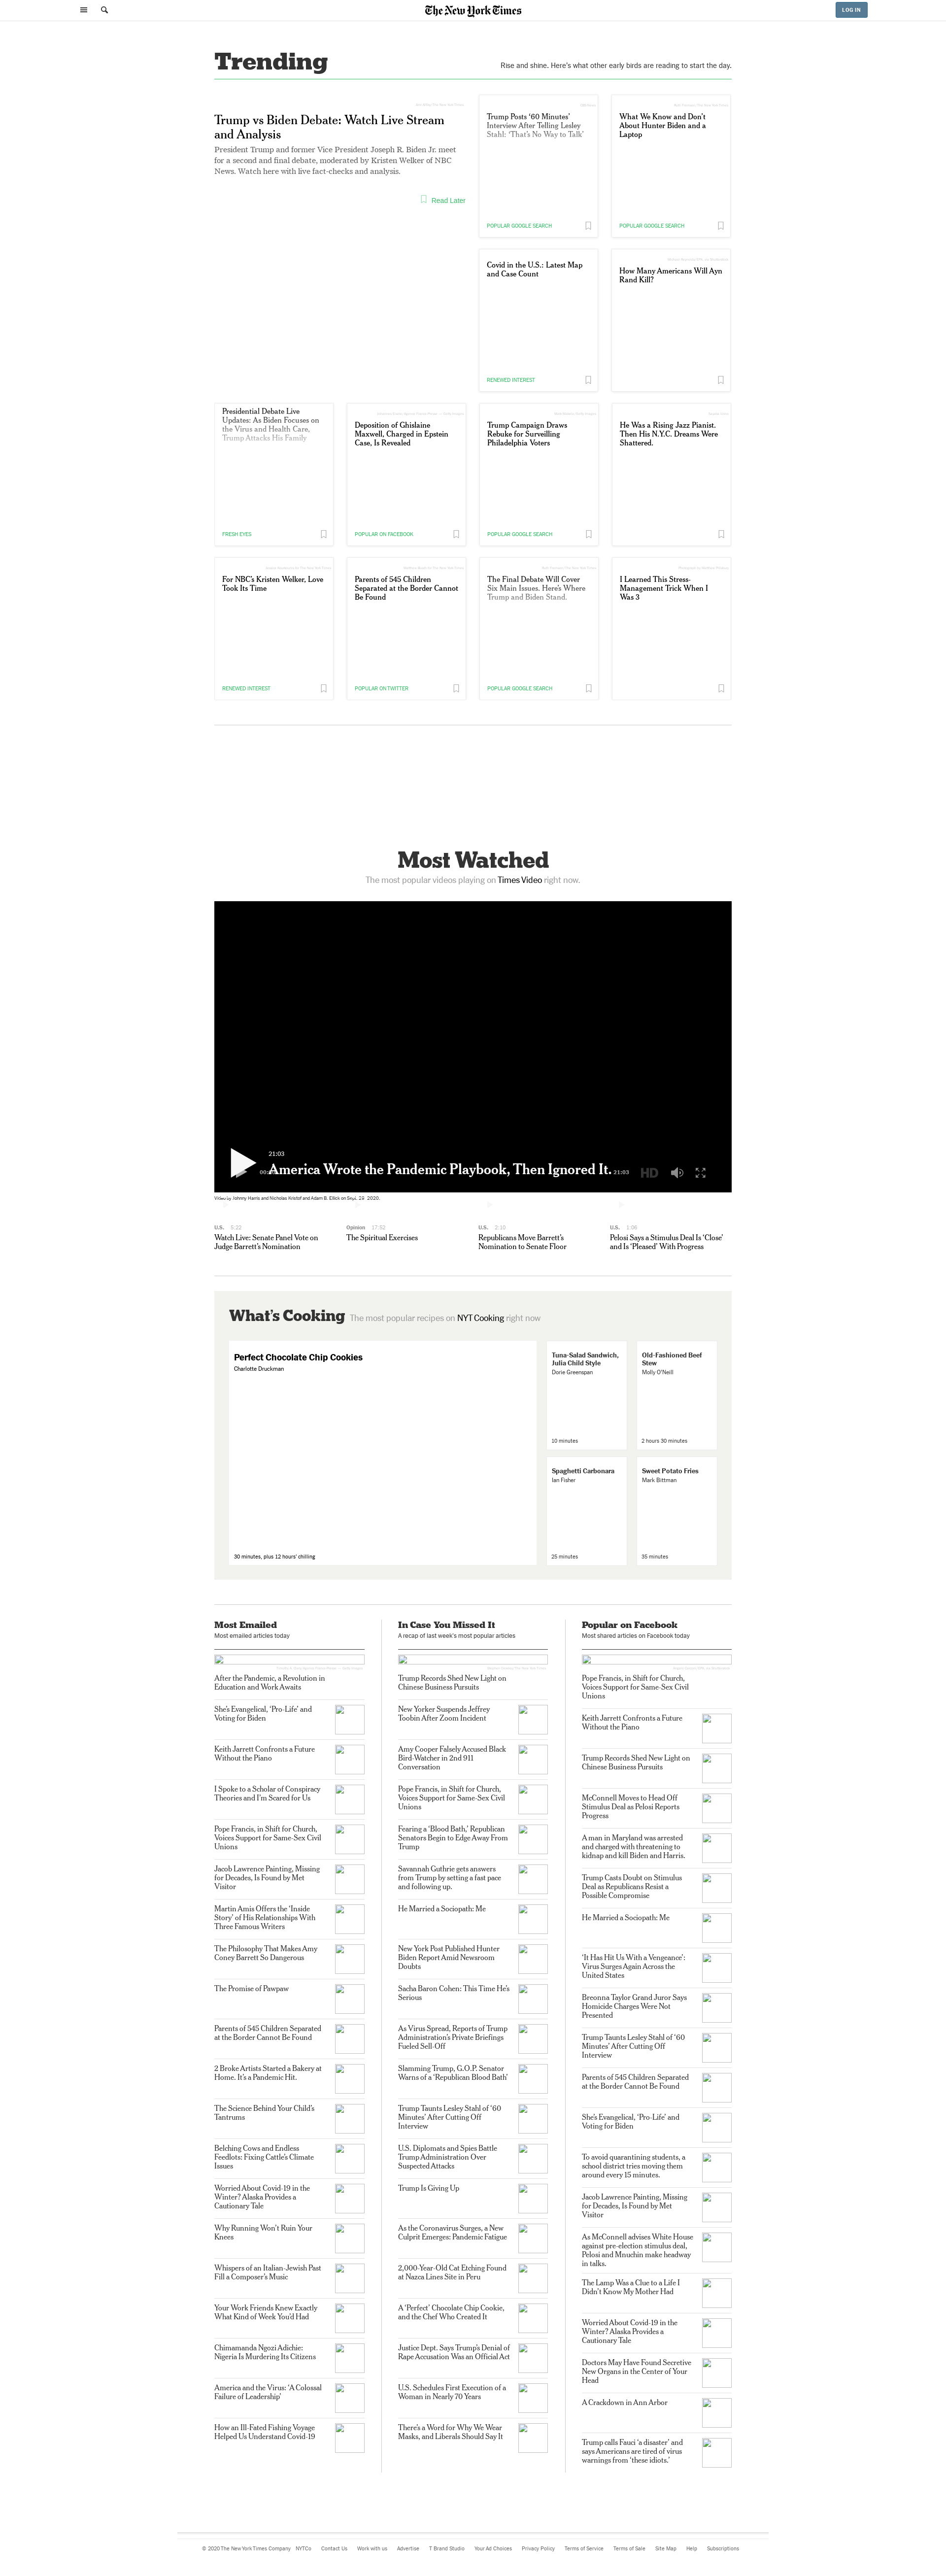 The New York Times
LOG IN
Trending
Rise and shine. Here's what other early birds are reading to start the day.
Trump vs Biden Debate: Watch Live Stream
and Analysis
President Trump and former Vice President Joseph R. Biden Jr. meet
for a second and final debate, moderated by Kristen Welker of NBC
News. Watch here with live fact-checks and analysis.
Read Later
Trump Posts '60 Minutes'
Interview After Telling Lesley
Stahl: 'That's No Way to Talk'
POPULAR GOOGLE SEARCH
What We Know and Don't
About Hunter Biden and a
Laptop
POPULAR GOOGLE SEARCH
Covid in the U.S.: Latest Map
and Case Count
RENEWED INTEREST
How Many Americans Will Ayn
Rand Kill?
Presidential Debate Live
Updates: As Biden Focuses on
the Virus and Health Care,
Trump Attacks His Family
FRESH EYES
Deposition of Ghislaine
Maxwell, Charged in Epstein
Case, Is Revealed
POPULAR ON FACEBOOK
Trump Campaign Draws
Rebuke for Surveilling
Philadelphia Voters
POPULAR GOOGLE SEARCH
He Was a Rising Jazz Pianist.
Then His N.Y.C. Dreams Were
Shattered.
For NBC's Kristen Welker, Love
Took Its Time
RENEWED INTEREST
Parents of 545 Children
Separated at the Border Cannot
Be Found
POPULAR ON TWITTER
The Final Debate Will Cover
Six Main Issues. Here's Where
Trump and Biden Stand.
POPULAR GOOGLE SEARCH
I Learned This Stress-
Management Trick When I
Was 3
Most Watched
The most popular videos playing on Times Video right now.
21:03
America Wrote the Pandemic Playbook, Then Ignored It.
21:03
HD
Video by Johnny Harris and Nicholas Kristof and Adam B. Ellick on Sept. 29, 2020.
U.S. 5:22
Watch Live: Senate Panel Vote on
Judge Barrett's Nomination
Opinion 17:52
The Spiritual Exercises
U.S. 2:10
Republicans Move Barrett's
Nomination to Senate Floor
U.S. 1:06
Pelosi Says a Stimulus Deal Is 'Close'
and Is 'Pleased' With Progress
What's Cooking
The most popular recipes on NYT Cooking right now
Perfect Chocolate Chip Cookies
Charlotte Druckman
30 minutes, plus 12 hours' chilling
Tuna-Salad Sandwich,
Julia Child Style
Dorie Greenspan
10 minutes
Old-Fashioned Beef
Stew
Molly O'Neill
2 hours 30 minutes
Spaghetti Carbonara
Ian Fisher
25 minutes
Sweet Potato Fries
Mark Bittman
35 minutes
Most Emailed
Most emailed articles today
After the Pandemic, a Revolution in
Education and Work Awaits
She's Evangelical, 'Pro-Life' and
Voting for Biden
Keith Jarrett Confronts a Future
Without the Piano
I Spoke to a Scholar of Conspiracy
Theories and I'm Scared for Us
Pope Francis, in Shift for Church,
Voices Support for Same-Sex Civil
Unions
Jacob Lawrence Painting, Missing
for Decades, Is Found by Met
Visitor
Martin Amis Offers the 'Inside
Story' of His Relationships With
Three Famous Writers
The Philosophy That Makes Amy
Coney Barrett So Dangerous
The Promise of Pawpaw
Parents of 545 Children Separated
at the Border Cannot Be Found
2 Broke Artists Started a Bakery at
Home. It's a Pandemic Hit.
The Science Behind Your Child's
Tantrums
Belching Cows and Endless
Feedlots: Fixing Cattle's Climate
Issues
Worried About Covid-19 in the
Winter? Alaska Provides a
Cautionary Tale
Why Running Won't Ruin Your
Knees
Whispers of an Italian-Jewish Past
Fill a Composer's Music
Your Work Friends Knew Exactly
What Kind of Week You'd Had
Chimamanda Ngozi Adichie:
Nigeria Is Murdering Its Citizens
America and the Virus: 'A Colossal
Failure of Leadership'
How an Ill-Fated Fishing Voyage
Helped Us Understand Covid-19
In Case You Missed It
A recap of last week's most popular articles
Trump Records Shed New Light on
Chinese Business Pursuits
New Yorker Suspends Jeffrey
Toobin After Zoom Incident
Amy Cooper Falsely Accused Black
Bird-Watcher in 2nd 911
Conversation
Pope Francis, in Shift for Church,
Voices Support for Same-Sex Civil
Unions
Fearing a 'Blood Bath,' Republican
Senators Begin to Edge Away From
Trump
Savannah Guthrie gets answers
from Trump by setting a fast pace
and following up.
He Married a Sociopath: Me
New York Post Published Hunter
Biden Report Amid Newsroom
Doubts
Sacha Baron Cohen: This Time He's
Serious
As Virus Spread, Reports of Trump
Administration's Private Briefings
Fueled Sell-Off
Slamming Trump, G.O.P. Senator
Warns of a 'Republican Blood Bath'
Trump Taunts Lesley Stahl of '60
Minutes' After Cutting Off
Interview
U.S. Diplomats and Spies Battle
Trump Administration Over
Suspected Attacks
Trump Is Giving Up
As the Coronavirus Surges, a New
Culprit Emerges: Pandemic Fatigue
2,000-Year-Old Cat Etching Found
at Nazca Lines Site in Peru
A 'Perfect' Chocolate Chip Cookie,
and the Chef Who Created It
Justice Dept. Says Trump's Denial of
Rape Accusation Was an Official Act
U.S. Schedules First Execution of a
Woman in Nearly 70 Years
There's a Word for Why We Wear
Masks, and Liberals Should Say It
Popular on Facebook
Most shared articles on Facebook today
Pope Francis, in Shift for Church,
Voices Support for Same-Sex Civil
Unions
Keith Jarrett Confronts a Future
Without the Piano
Trump Records Shed New Light on
Chinese Business Pursuits
McConnell Moves to Head Off
Stimulus Deal as Pelosi Reports
Progress
A man in Maryland was arrested
and charged with threatening to
kidnap and kill Biden and Harris.
Trump Casts Doubt on Stimulus
Deal as Republicans Resist a
Possible Compromise
He Married a Sociopath: Me
'It Has Hit Us With a Vengeance':
Virus Surges Again Across the
United States
Breonna Taylor Grand Juror Says
Homicide Charges Were Not
Presented
Trump Taunts Lesley Stahl of '60
Minutes' After Cutting Off
Interview
Parents of 545 Children Separated
at the Border Cannot Be Found
She's Evangelical, 'Pro-Life' and
Voting for Biden
To avoid quarantining students, a
school district tries moving them
around every 15 minutes.
Jacob Lawrence Painting, Missing
for Decades, Is Found by Met
Visitor
As McConnell advises White House
against pre-election stimulus deal,
Pelosi and Mnuchin make headway
in talks.
The Lamp Was a Clue to a Life I
Didn't Know My Mother Had
Worried About Covid-19 in the
Winter? Alaska Provides a
Cautionary Tale
Doctors May Have Found Secretive
New Organs in the Center of Your
Head
A Crackdown in Ann Arbor
Trump calls Fauci 'a disaster' and
says Americans are tired of virus
warnings from 'these idiots.'
© 2020 The New York Times Company NYTCo Contact Us Work with us Advertise T Brand Studio Your Ad Choices Privacy Policy Terms of Service Terms of Sale Site Map Help Subscriptions